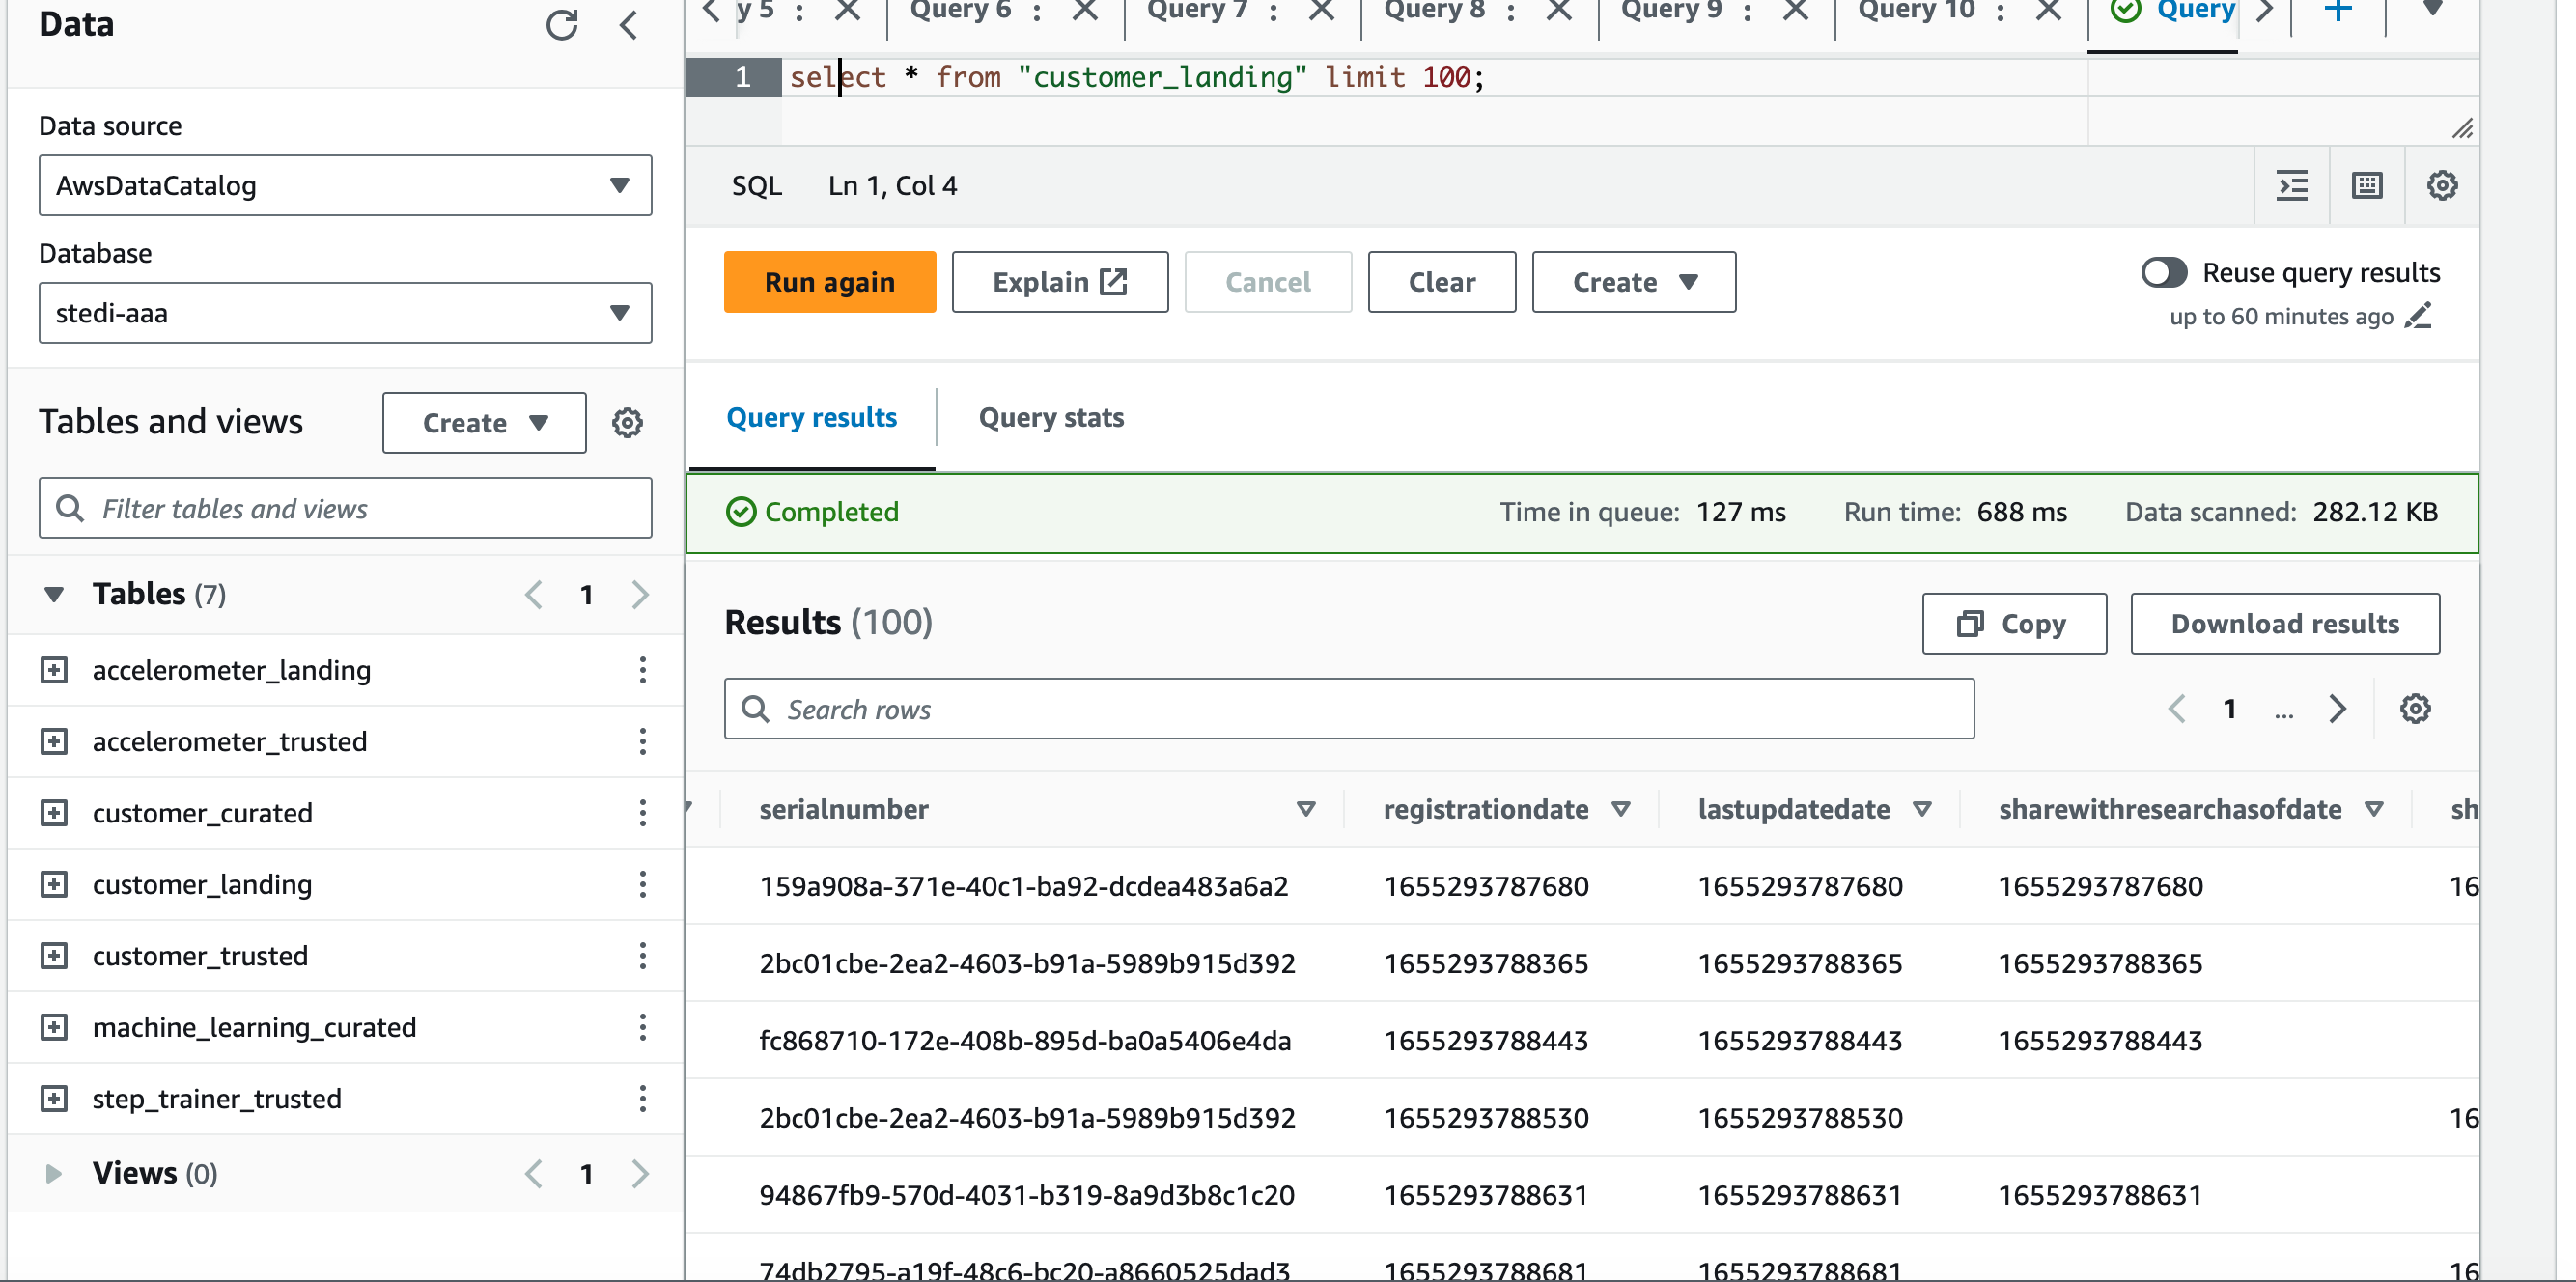 Data
Data source
AwsDataCatalog
Database
stedi-aaa
Tables and views
Create
Filter tables and views
Tables (7)
1
accelerometer_landing
accelerometer_trusted
customer_curated
customer_landing
customer_trusted
machine_learning_curated
step_trainer_trusted
Views (0)
1
y 5 Query 6 Query 7 Query 8 Query 9 Query 10 Query
1 select * from "customer_landing" limit 100;
SQL Ln 1, Col 4
Run again Explain Cancel Clear Create
Reuse query results
up to 60 minutes ago
Query results Query stats
Completed Time in queue: 127 ms Run time: 688 ms Data scanned: 282.12 KB
Results (100)
Copy Download results
Search rows
1 ...
serialnumber registrationdate lastupdatedate sharewithresearchasofdate sh
159a908a-371e-40c1-ba92-dcdea483a6a2 1655293787680 1655293787680 1655293787680 16
2bc01cbe-2ea2-4603-b91a-5989b915d392 1655293788365 1655293788365 1655293788365
fc868710-172e-408b-895d-ba0a5406e4da 1655293788443 1655293788443 1655293788443
2bc01cbe-2ea2-4603-b91a-5989b915d392 1655293788530 1655293788530 16
94867fb9-570d-4031-b319-8a9d3b8c1c20 1655293788631 1655293788631 1655293788631
74db2795-a19f-48c6-bc20-a8660525dad3 1655293788681 1655293788681 16